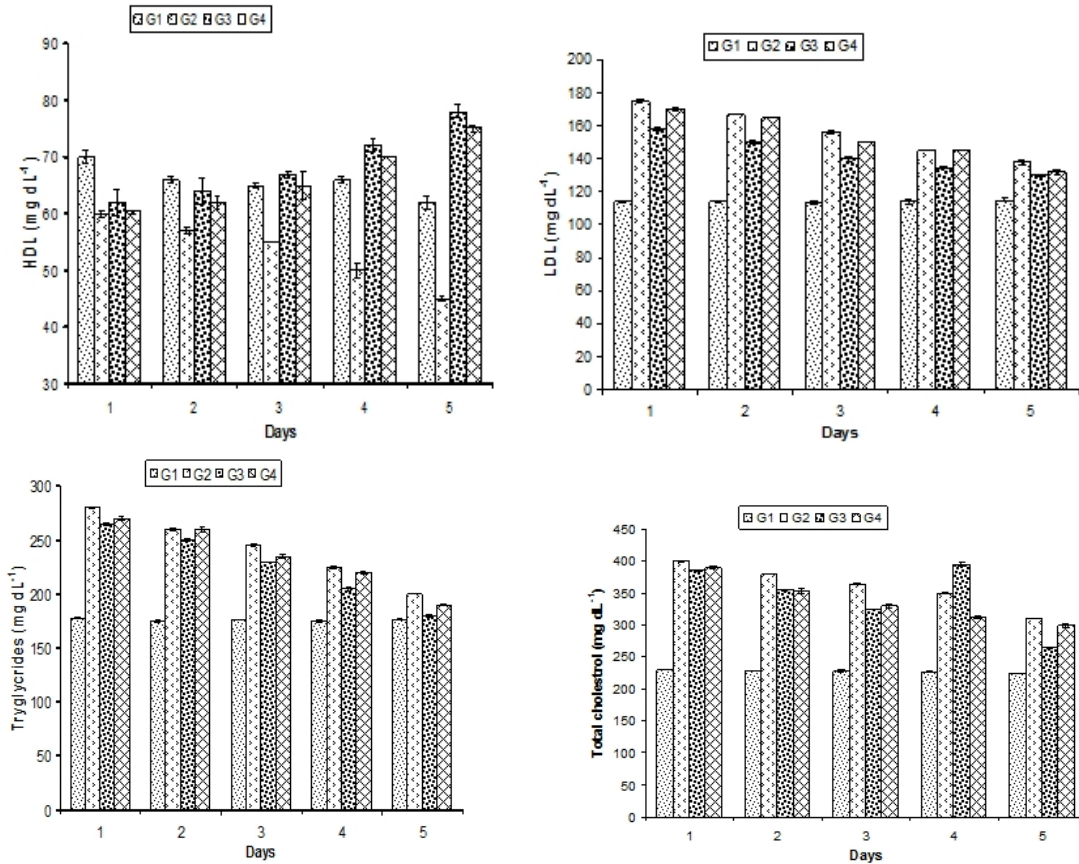 G1 G2 G3 G4
90
80
70
60
50
40
30
HDL (mg dL⁻¹)
1 2 3 4 5
Days
G1 G2 G3 G4
200
180
160
140
120
100
80
60
40
20
0
LDL (mg dL⁻¹)
1 2 3 4 5
Days
G1 G2 G3 G4
300
250
200
150
100
50
0
Tryglycrides (mg dL⁻¹)
1 2 3 4 5
Days
G1 G2 G3 G4
450
400
350
300
250
200
150
100
50
0
Total cholestrol (mg dL⁻¹)
1 2 3 4 5
Days